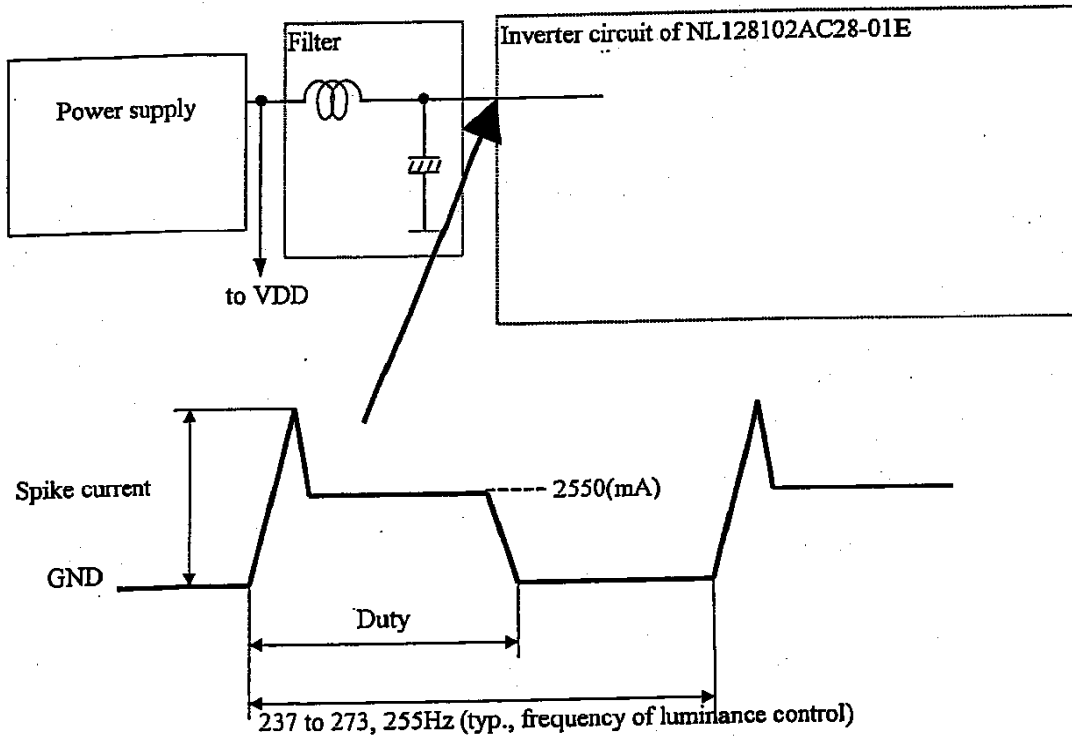 Filter
Inverter circuit of NL128102AC28-01E
Power supply
to VDD
Spike current
2550(mA)
GND
Duty
237 to 273, 255Hz (typ., frequency of luminance control)